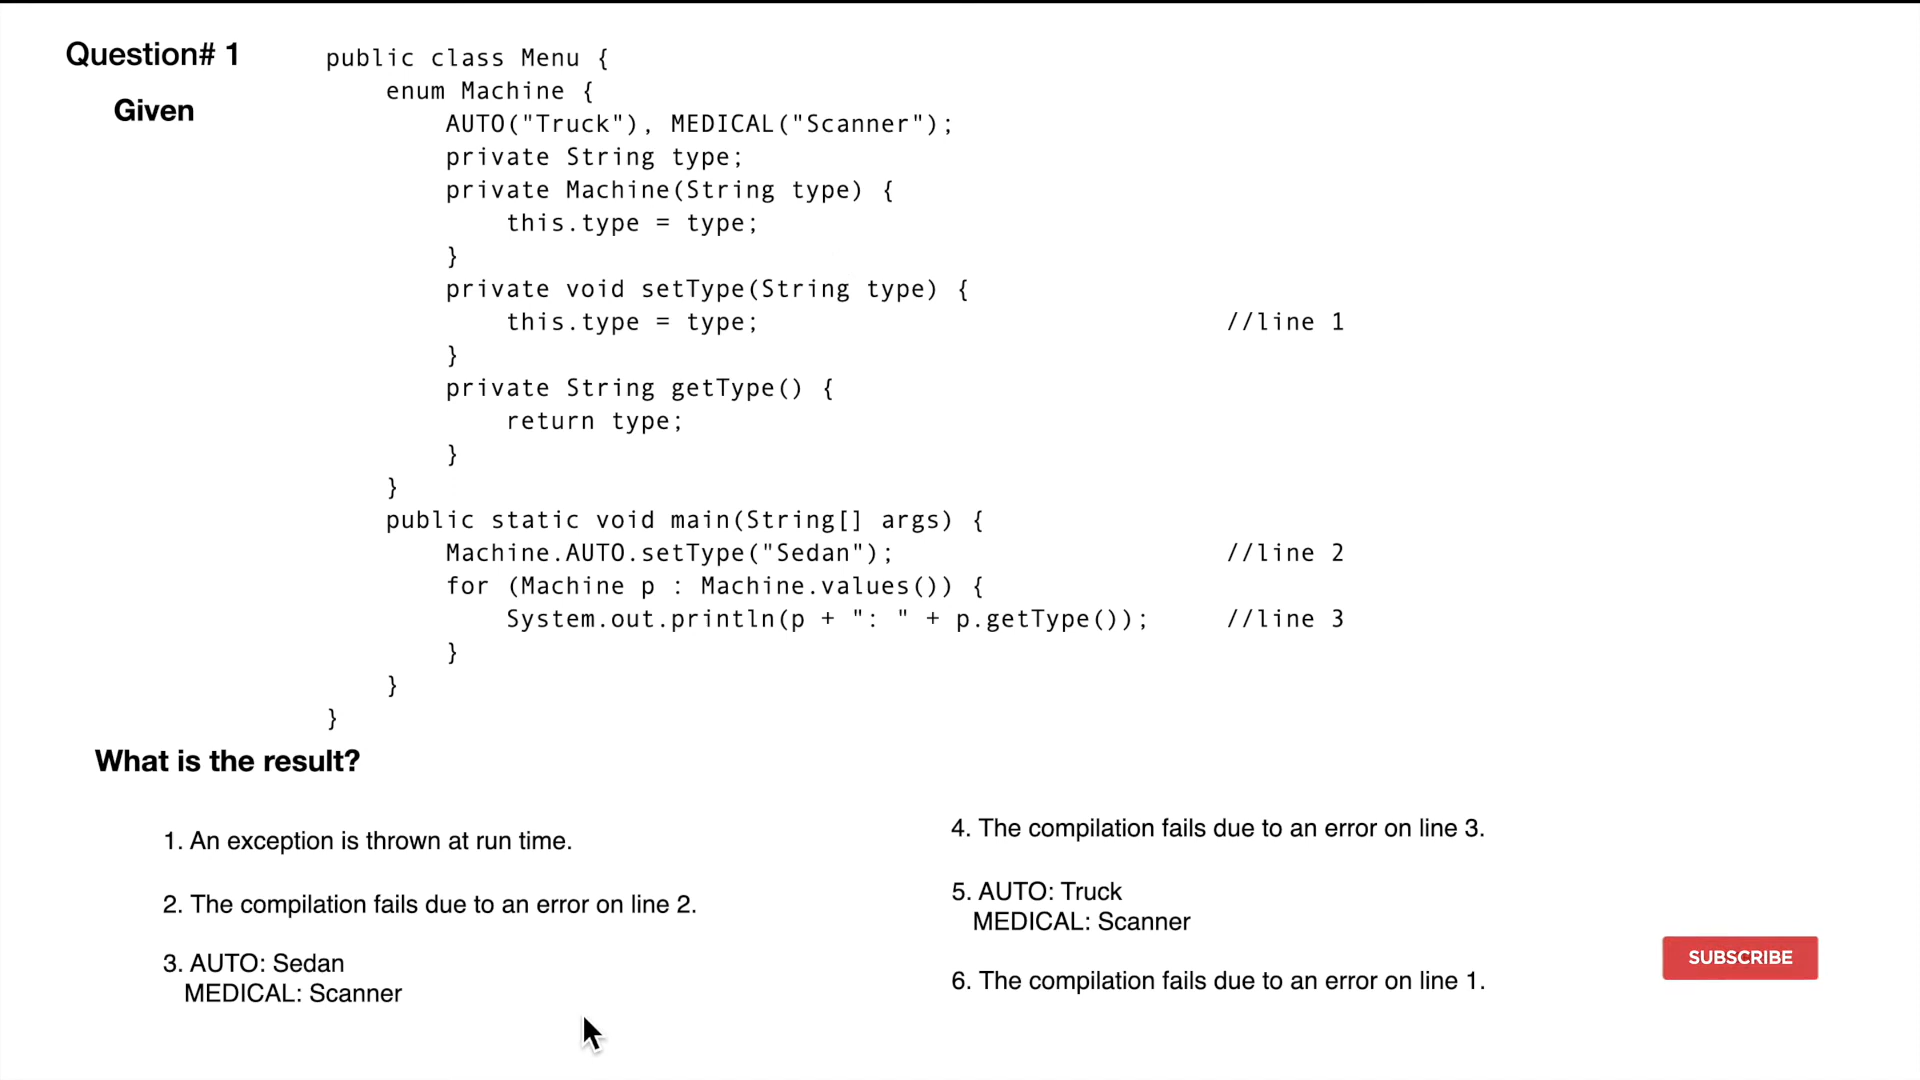 Question# 1
Given
public class Menu {
    enum Machine {
        AUTO("Truck"), MEDICAL("Scanner");
        private String type;
        private Machine(String type) {
            this.type = type;
        }
        private void setType(String type) {
            this.type = type;                               //line 1
        }
        private String getType() {
            return type;
        }
    }
    public static void main(String[] args) {
        Machine.AUTO.setType("Sedan");                      //line 2
        for (Machine p : Machine.values()) {
            System.out.println(p + ": " + p.getType());     //line 3
        }
    }
}
What is the result?
1. An exception is thrown at run time.
2. The compilation fails due to an error on line 2.
3. AUTO: Sedan
MEDICAL: Scanner
4. The compilation fails due to an error on line 3.
5. AUTO: Truck
MEDICAL: Scanner
6. The compilation fails due to an error on line 1.
SUBSCRIBE